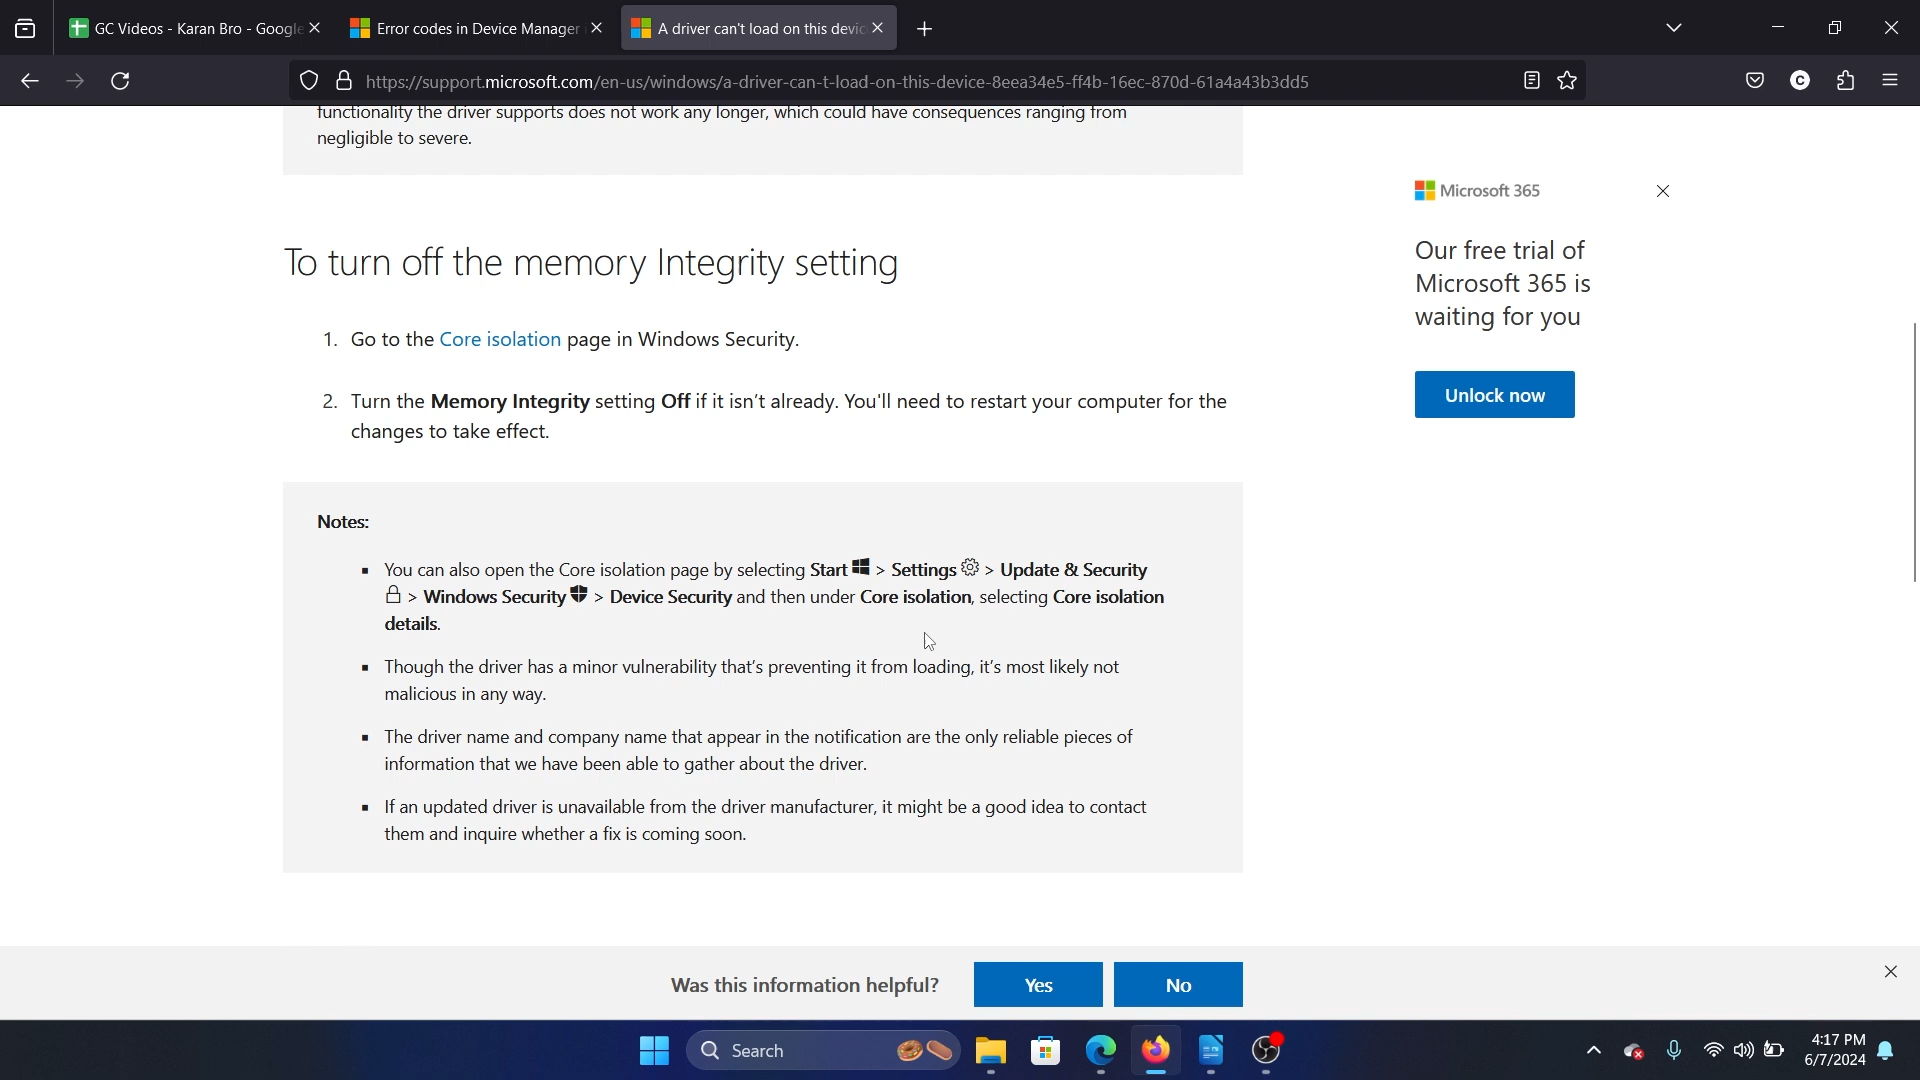 GC Videos - Karan Bro - Google
Error codes in Device Manager
A driver can't load on this devic
https://support.microsoft.com/en-us/windows/a-driver-can-t-load-on-this-device-8eea34e5-ff4b-16ec-870d-61a4a43b3dd5
C
functionality the driver supports does not work any longer, which could have consequences ranging from
negligible to severe.
Microsoft 365
Our free trial of
Microsoft 365 is
waiting for you
Unlock now
To turn off the memory Integrity setting
1. Go to the Core isolation page in Windows Security.
2. Turn the Memory Integrity setting Off if it isn't already. You'll need to restart your computer for the
changes to take effect.
Notes:
▪ You can also open the Core isolation page by selecting Start > Settings > Update & Security
> Windows Security > Device Security and then under Core isolation, selecting Core isolation
details.
▪ Though the driver has a minor vulnerability that's preventing it from loading, it's most likely not
malicious in any way.
▪ The driver name and company name that appear in the notification are the only reliable pieces of
information that we have been able to gather about the driver.
▪ If an updated driver is unavailable from the driver manufacturer, it might be a good idea to contact
them and inquire whether a fix is coming soon.
Was this information helpful?
Yes
No
Search
4:17 PM
6/7/2024